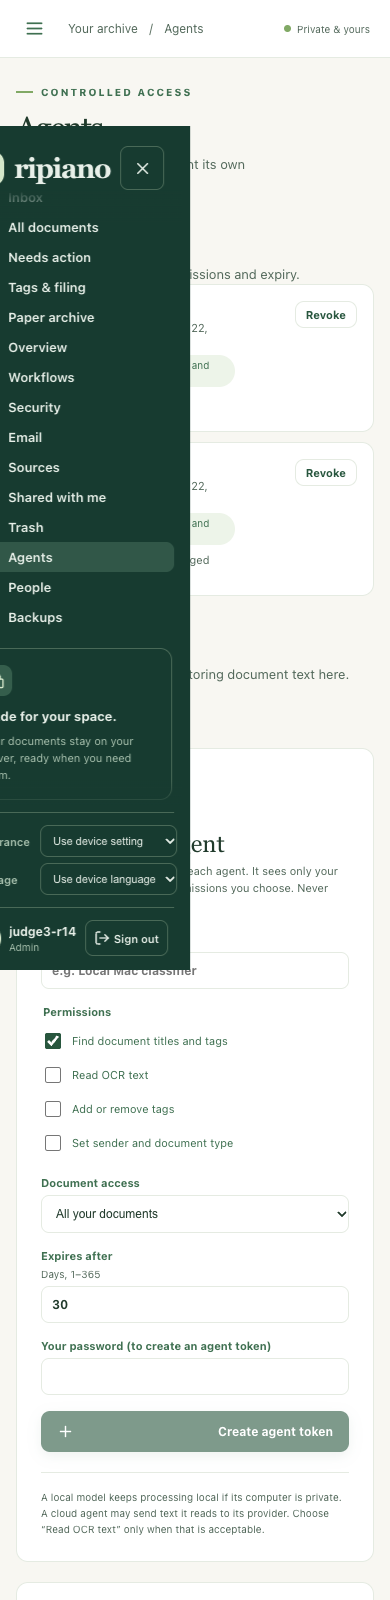 Your archive / Agents
Private & yours
CONTROLLED ACCESS
Agents
ripiano
Inbox
All documents
Needs action
Tags & filing
Paper archive
Overview
Workflows
Security
Email
Sources
Shared with me
Trash
Agents
People
Backups
de for your space.
documents stay on your
ready when you need
Use device setting
Use device language
judge3-r14
Admin
Sign out
its own
issions and expiry.
Revoke
22,
and
Revoke
22,
and
ged
toring document text here.
ent
each agent. It sees only your
missions you choose. Never
e.g. Local Mac classifier
Permissions
Find document titles and tags
Read OCR text
Add or remove tags
Set sender and document type
Document access
All your documents
Expires after
Days, 1–365
30
Your password (to create an agent token)
Create agent token
A local model keeps processing local if its computer is private.
A cloud agent may send text it reads to its provider. Choose
“Read OCR text” only when that is acceptable.